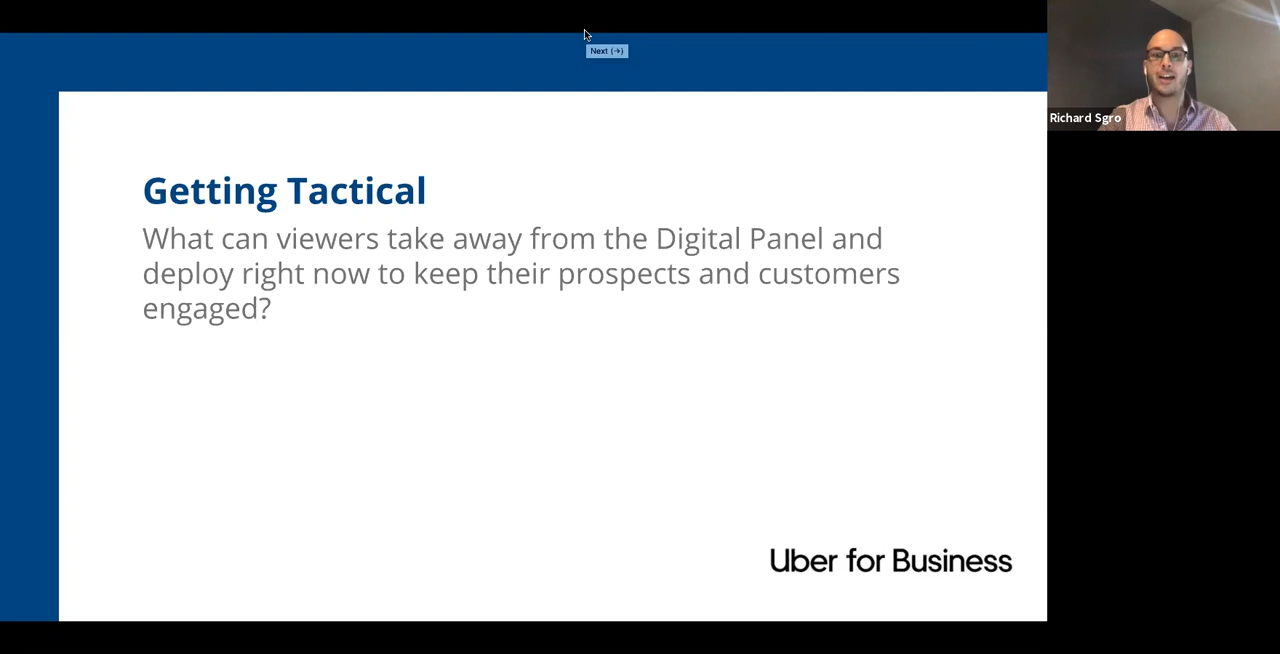 Next (→)
Richard Sgro
Getting Tactical
What can viewers take away from the Digital Panel and
deploy right now to keep their prospects and customers
engaged?
Uber for Business